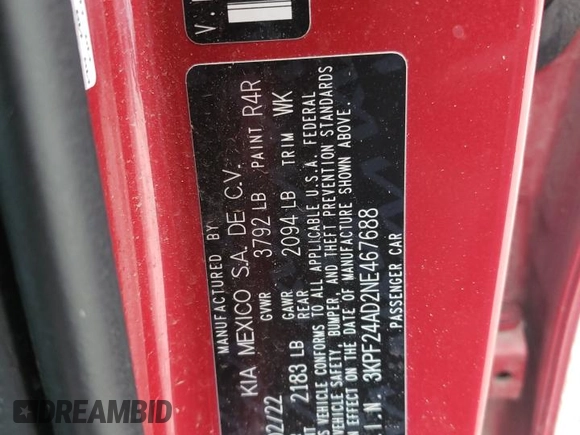 MANUFACTURED BY
KIA MEXICO S.A. DE C.V.
02/22 GVWR 3792 LB PAINT R4R
GAWR
2183 LB REAR 2094 LB TRIM WK
VEHICLE CONFORMS TO ALL APPLICABLE U.S.A. FEDERAL
VEHICLE SAFETY, BUMPER, AND THEFT PREVENTION STANDARDS
EFFECT ON THE DATE OF MANUFACTURE SHOWN ABOVE.
V.I.N. 3KPF24AD2NE467688
PASSENGER CAR
DREAMBID